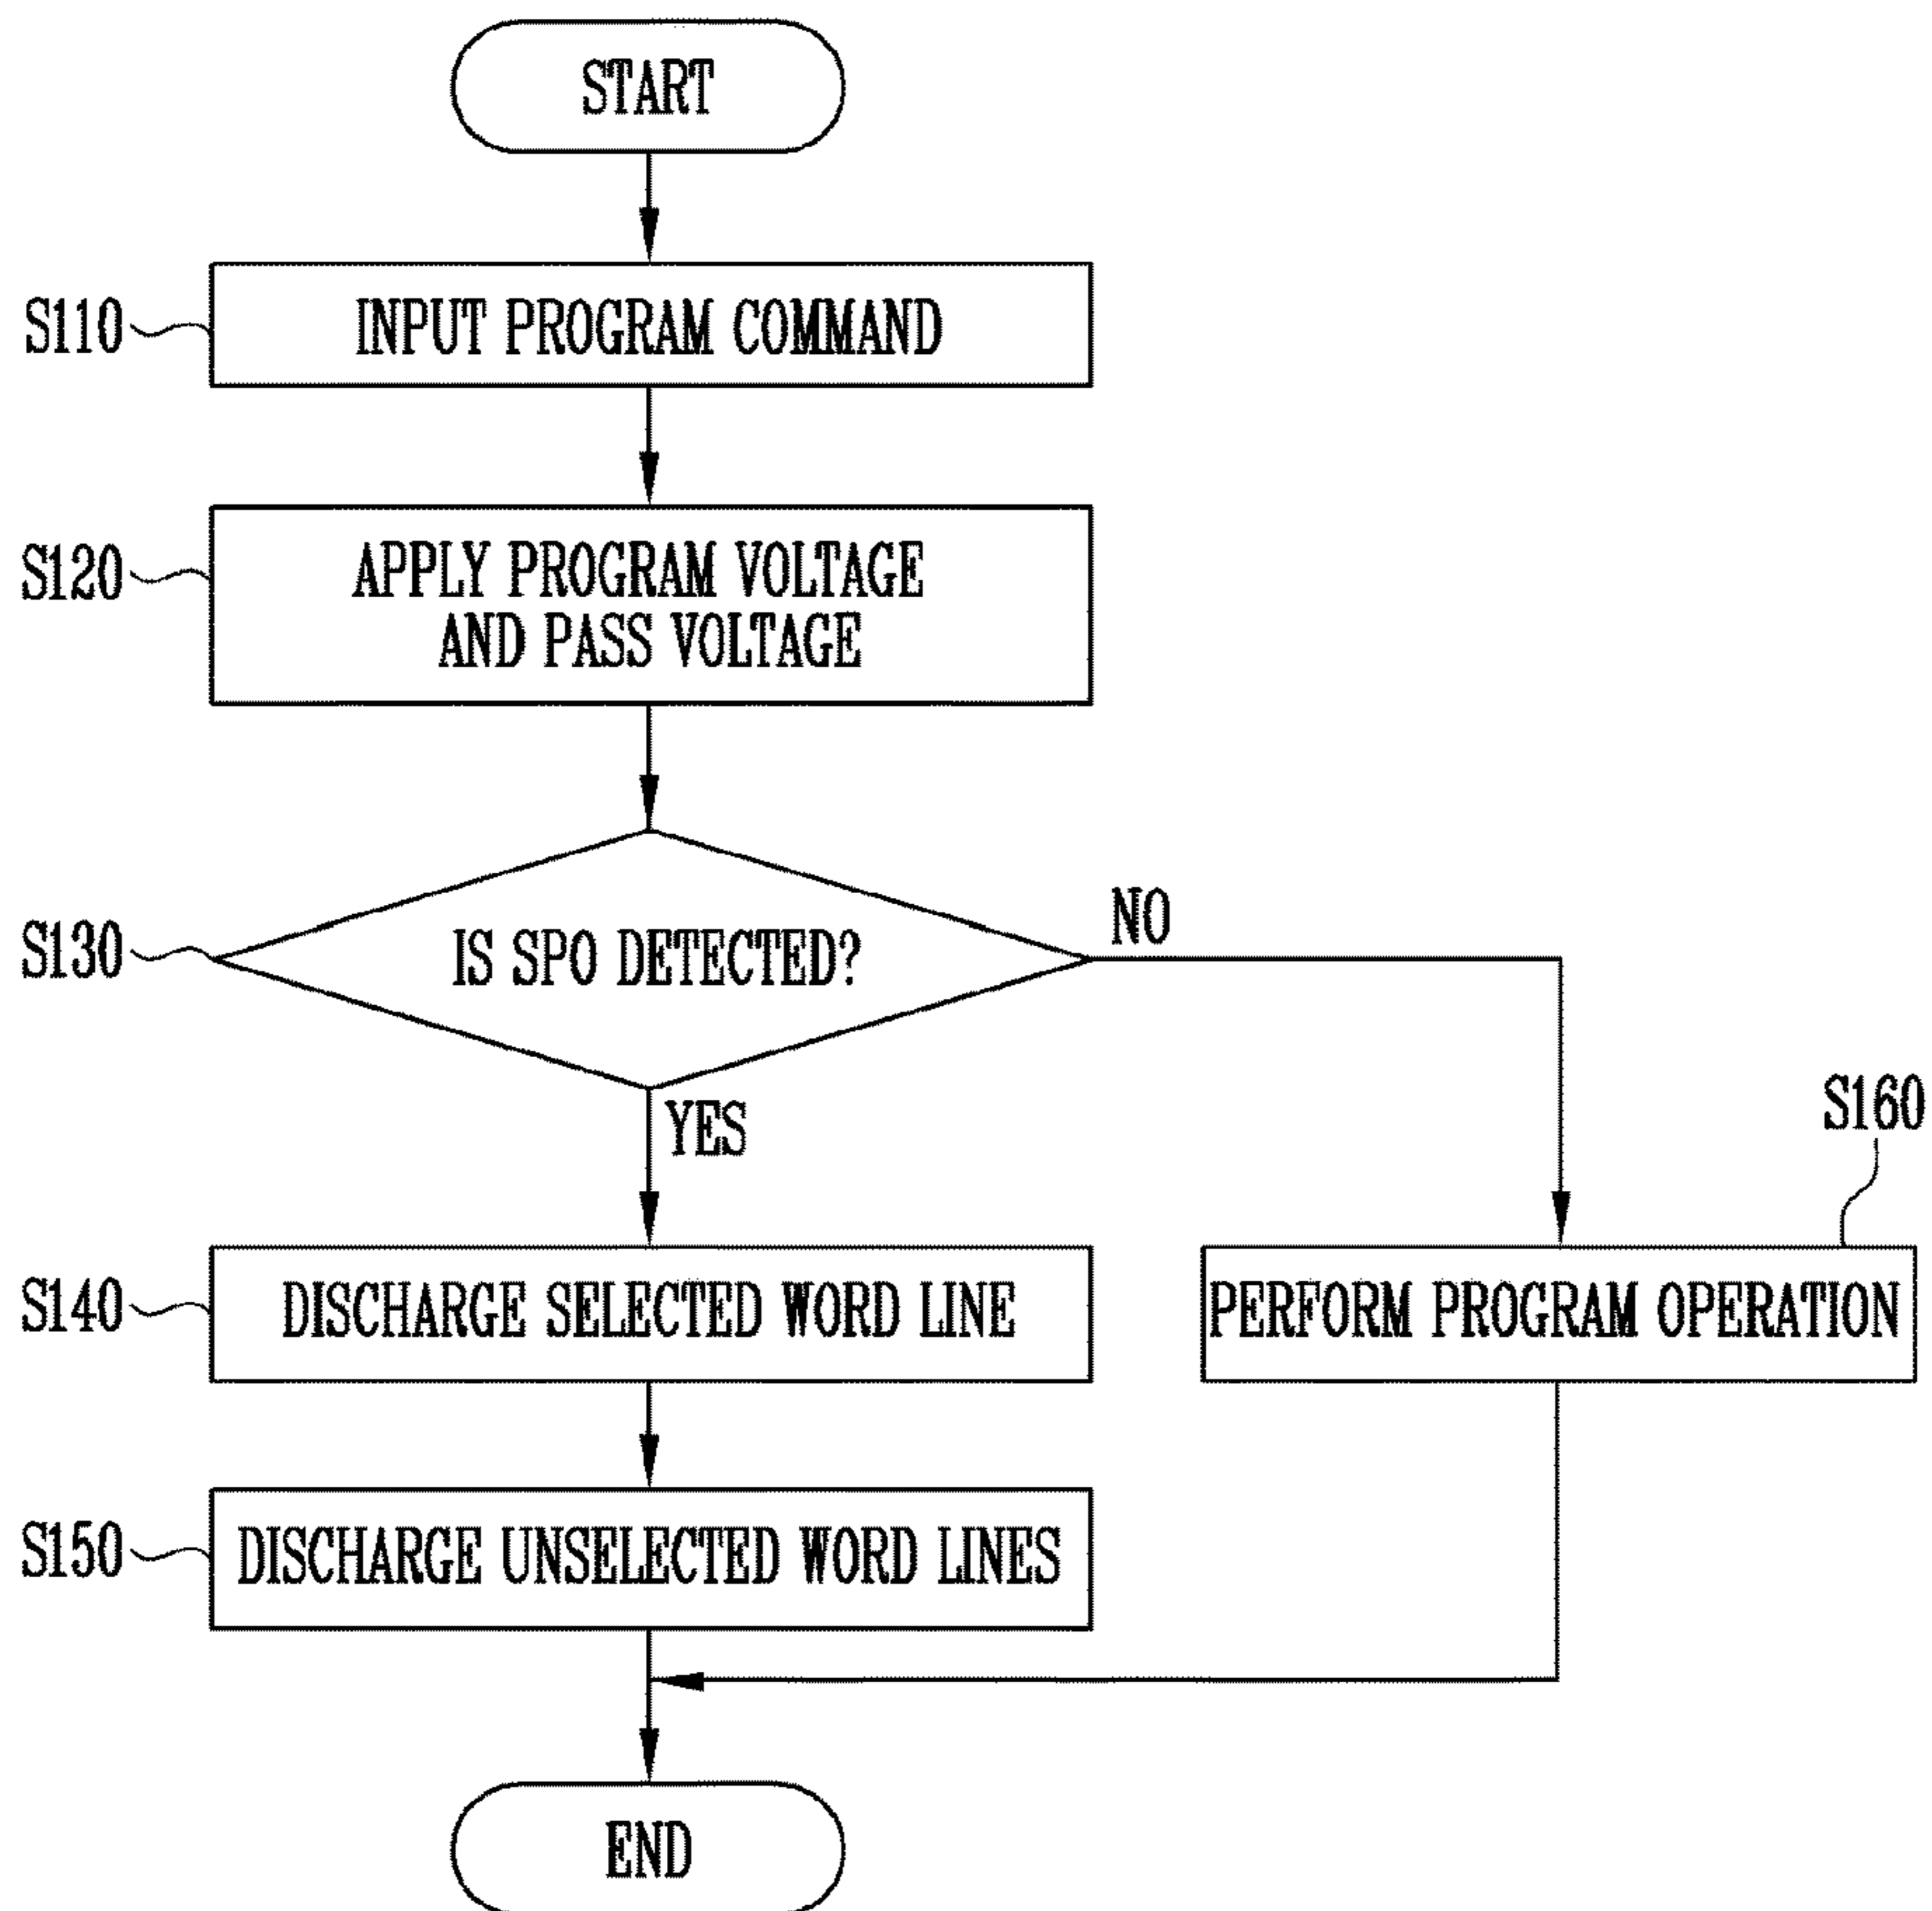 START
S110
INPUT PROGRAM COMMAND
S120
APPLY PROGRAM VOLTAGE
AND PASS VOLTAGE
S130
IS SPO DETECTED?
NO
YES
S160
S140
DISCHARGE SELECTED WORD LINE
PERFORM PROGRAM OPERATION
S150
DISCHARGE UNSELECTED WORD LINES
END